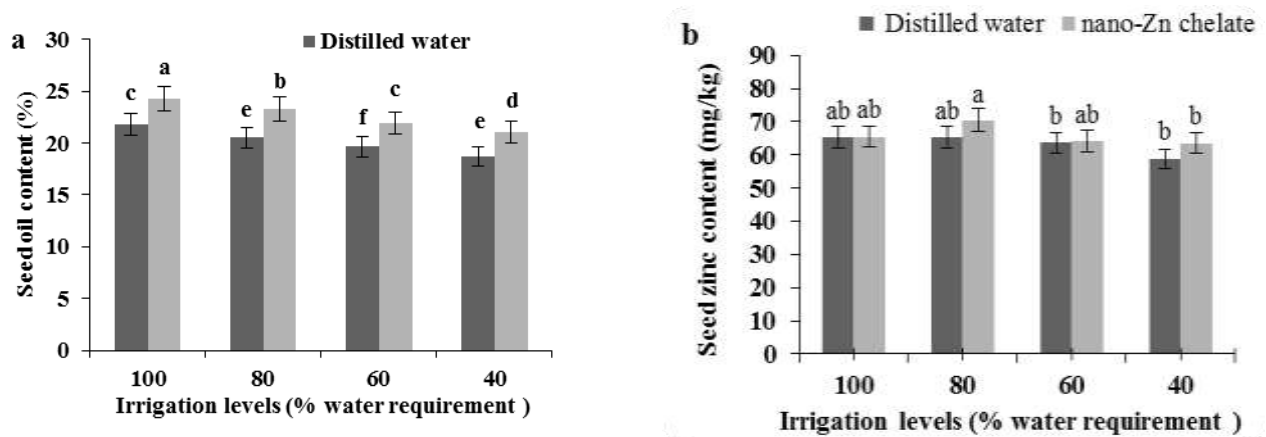 a
Seed oil content (%)
30
25
20
15
10
5
0
■ Distilled water
c a e b f c e d
100 80 60 40
Irrigation levels (% water requirement )
b
Seed zinc content (mg/kg)
■ Distilled water ■ nano-Zn chelate
90
80
70
60
50
40
30
20
10
0
ab ab ab a b ab b b
100 80 60 40
Irrigation levels (% water requirement )